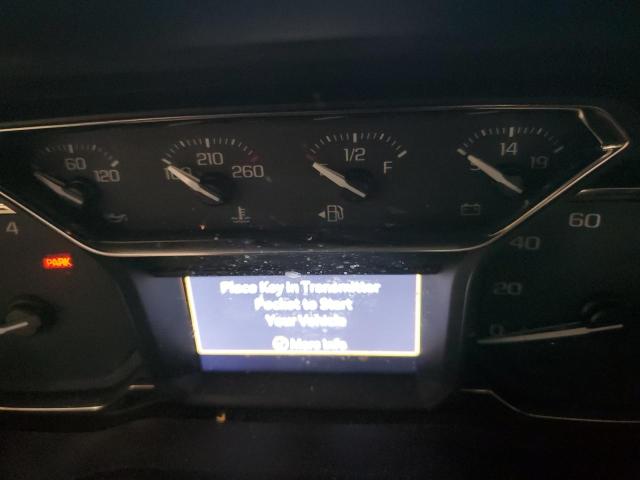 60 120
210 260
1/2 F
14 19
4
PARK
0 20 40 60
Place Key in Transmitter
Pocket to Start
Your Vehicle
More Info